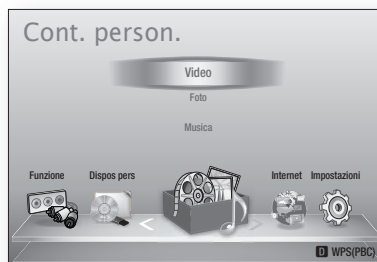 Cont. person.
Video
Foto
Musica
Funzione Dispos pers Internet Impostazioni
D WPS(PBC)